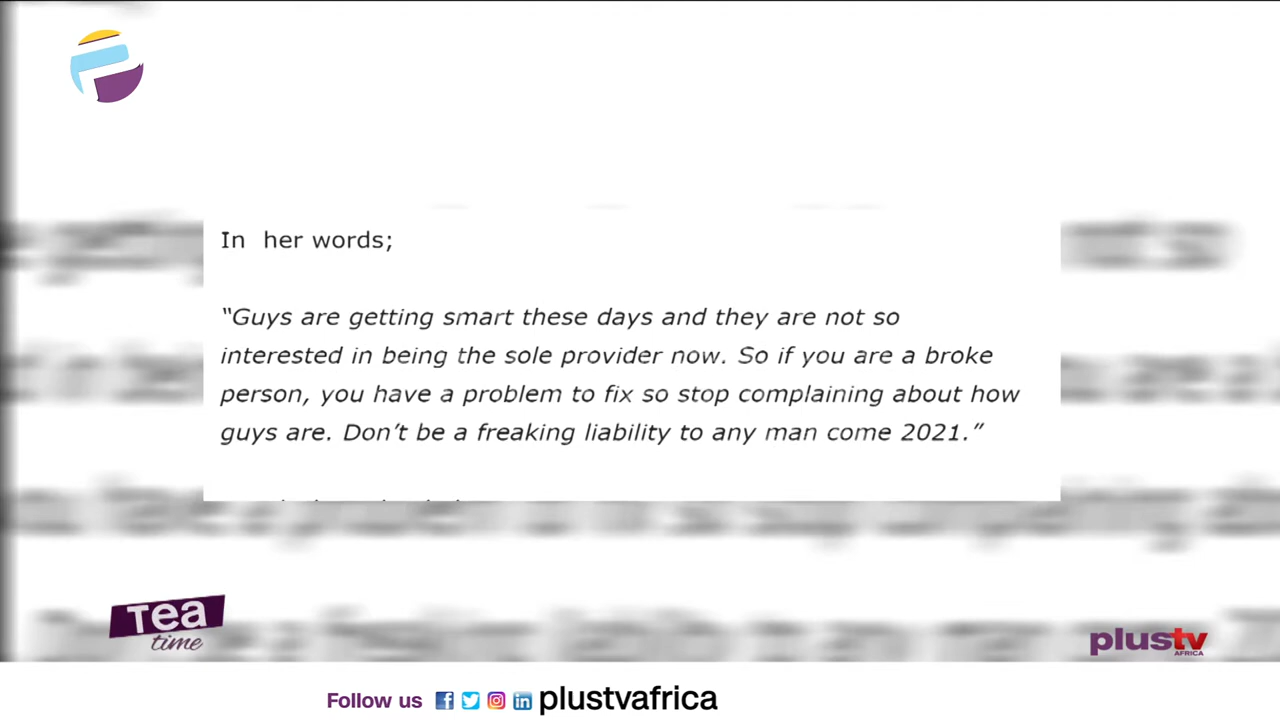 In her words;
“Guys are getting smart these days and they are not so
interested in being the sole provider now. So if you are a broke
person, you have a problem to fix so stop complaining about how
guys are. Don’t be a freaking liability to any man come 2021.”
Tea
time
plustv
AFRICA
Follow us plustvafrica